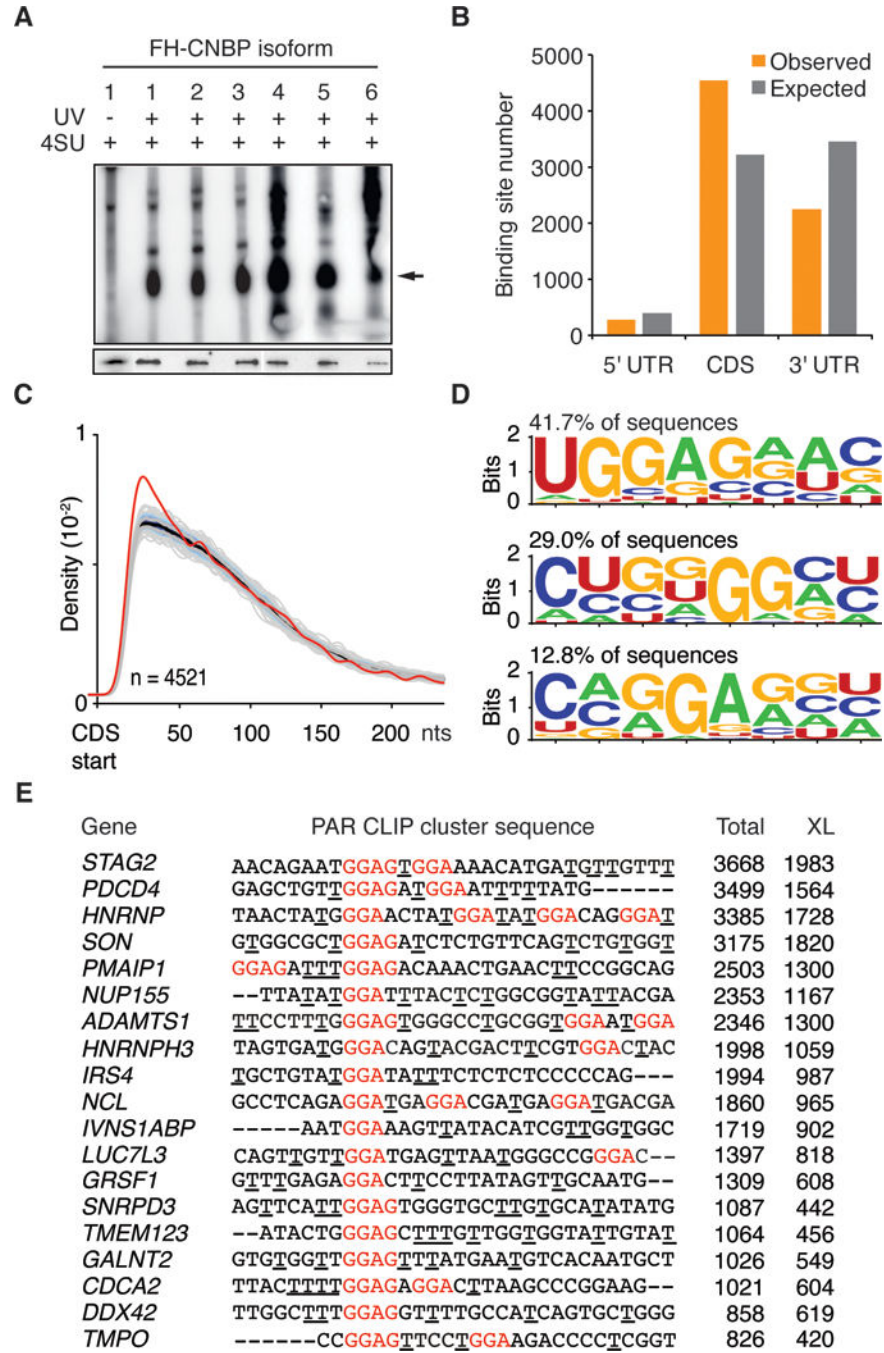 A
FH-CNBP isoform
1 1 2 3 4 5 6
UV - + + + + + +
4SU + + + + + + +
B
5000
4000
3000
2000
1000
0
Binding site number
Observed
Expected
5' UTR CDS 3' UTR
C
1
0
Density (10-2)
n = 4521
CDS start 50 100 150 200 nts
D
41.7% of sequences
2
1
0
Bits
UGGAGAAC
29.0% of sequences
2
1
0
Bits
CUGGGGCU
12.8% of sequences
2
1
0
Bits
CAGGAGGU
E
Gene PAR CLIP cluster sequence Total XL
STAG2 AACAGAATGGAGTGGAAAACATGATGTTGTTT 3668 1983
PDCD4 GAGCTGTTGGAGATGGAATTTTTATG------ 3499 1564
HNRNP TAACTATGGGAACTATGGATATGGACAGGGAT 3385 1728
SON GTGGCGCTGGAGATCTCTGTTCAGTCTGTGGT 3175 1820
PMAIP1 GGAGATTTGGAGACAAACTGAACTTCCGGCAG 2503 1300
NUP155 --TTATATGGATTTACTCTGGCGGTATTACGA 2353 1167
ADAMTS1 TTCCTTTGGGAGTGGGCCTGCGGTGGAATGGA 2346 1300
HNRNPH3 TAGTGATGGGACAGTACGACTTCGTGGACTAC 1998 1059
IRS4 TGCTGTATGGATATTTCTCTCTCCCCCAG--- 1994 987
NCL GCCTCAGAGGATGAGGACGATGAGGATGACGA 1860 965
IVNS1ABP -----AATGGAAAGTTATACATCGTTGGTGGC 1719 902
LUC7L3 CAGTTGTTGGATGAGTTAATGGGCCGGGAC-- 1397 818
GRSF1 GTTTGAGAGGACTTCCTTATAGTTGCAATG-- 1309 608
SNRPD3 AGTTCATTGGAGTGGGTGCTTGTGCATATATG 1087 442
TMEM123 --ATACTGGGAGCTTTGTTGGTGGTATTGTAT 1064 456
GALNT2 GTGTGGTTGGAGTTTATGAATGTCACAATGCT 1026 549
CDCA2 TTACTTTTGGAGAGGACTTAAGCCCGGAAG-- 1021 604
DDX42 TTGGCTTTGGAGGTTTTGCCATCAGTGCTGGG 858 619
TMPO ------CCGGAGTTCCTGGAAGACCCCTCGGT 826 420